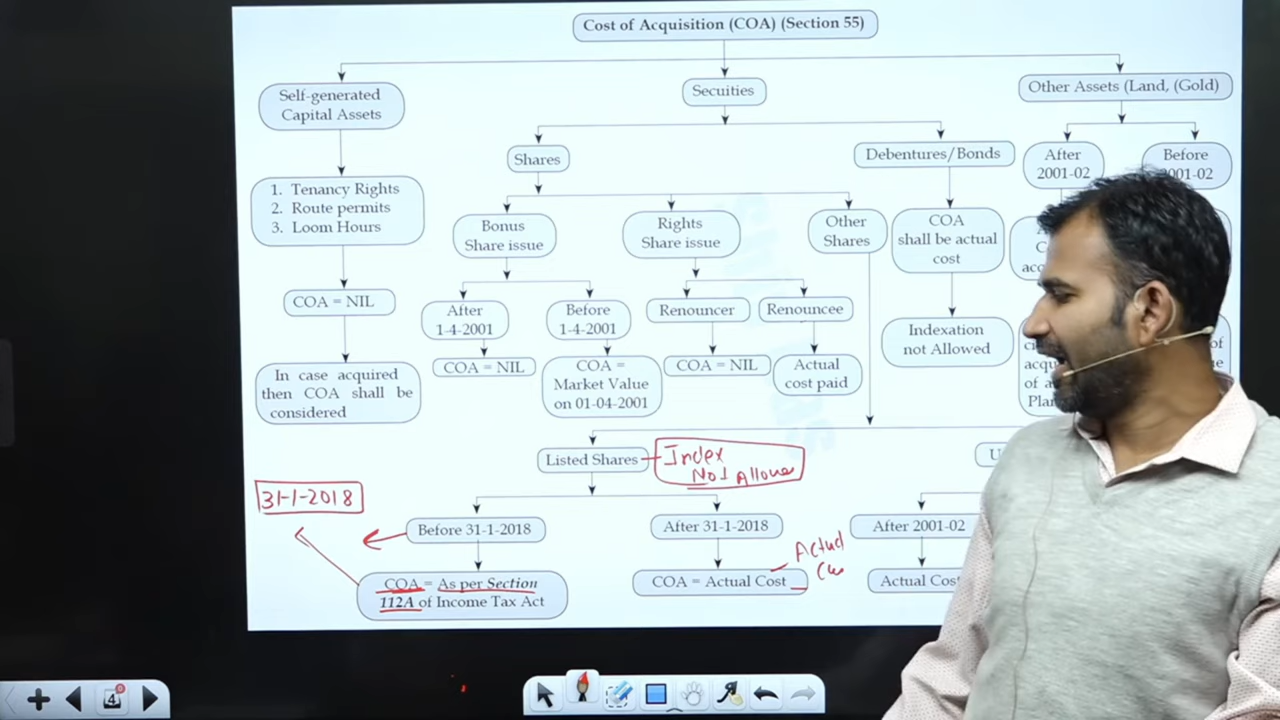 Cost of Acquisition (COA) (Section 55)
Self-generated
Capital Assets
Secuities
Other Assets (Land, (Gold)
Shares
Debentures/Bonds
After
2001-02
Before
2001-02
1. Tenancy Rights
2. Route permits
3. Loom Hours
Bonus
Share issue
Rights
Share issue
Other
Shares
COA
shall be actual
cost
COA = NIL
After
1-4-2001
Before
1-4-2001
Renouncer
Renouncee
Indexation
not Allowed
COA = NIL
COA =
Market Value
on 01-04-2001
COA = NIL
Actual
cost paid
In case acquired
then COA shall be
considered
Listed Shares
Index
Not Allowed
31-1-2018
Before 31-1-2018
After 31-1-2018
After 2001-02
Actual
COA = As per Section
112A of Income Tax Act
COA = Actual Cost
Actual Cost
4